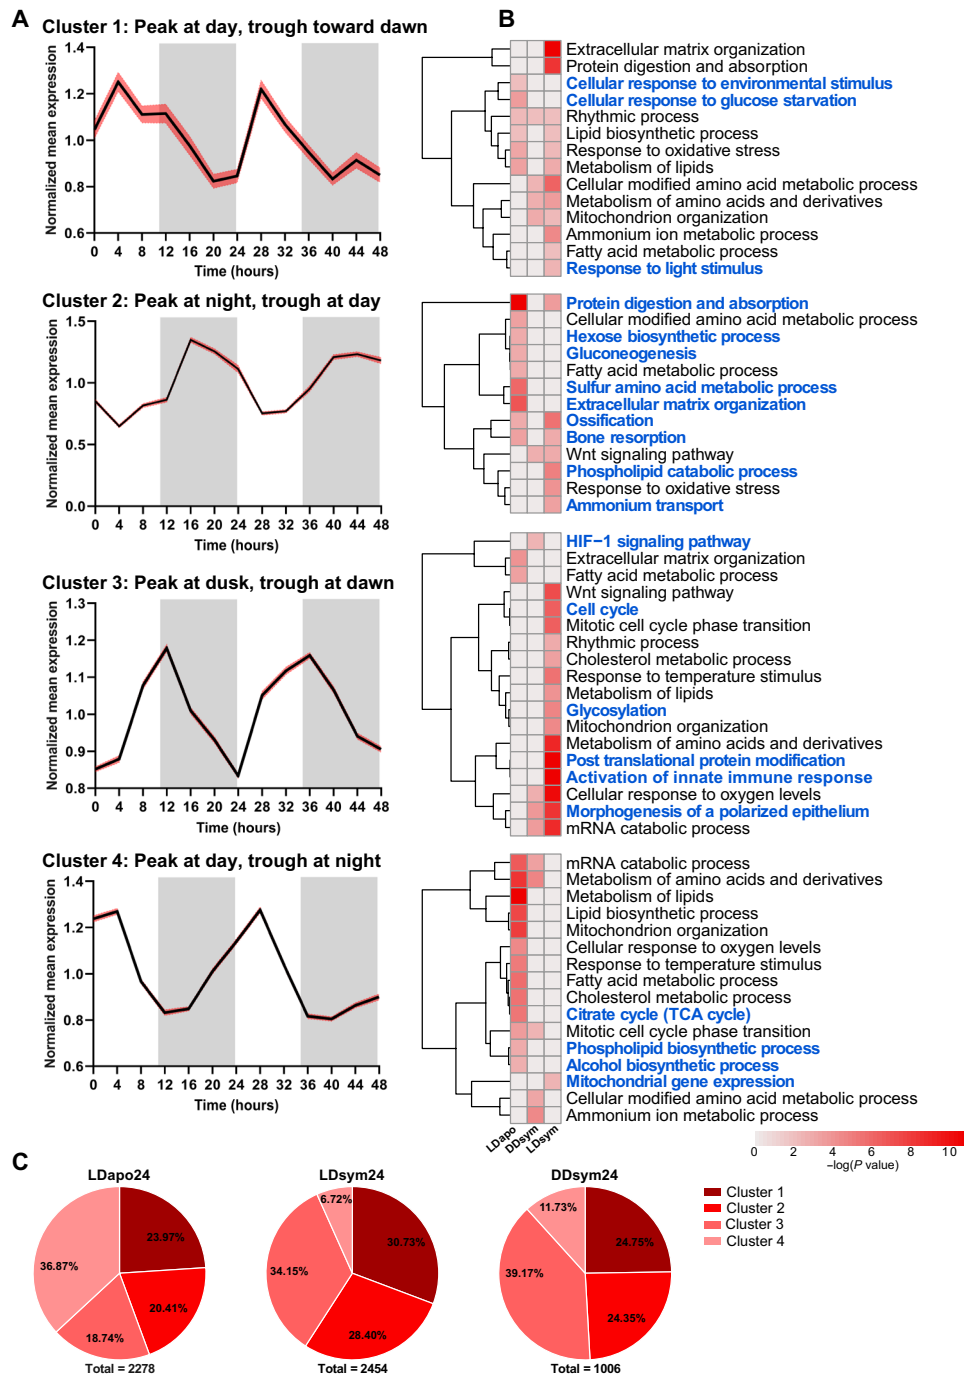 A
Cluster 1: Peak at day, trough toward dawn
Normalized mean expression
1.4
1.2
1.0
0.8
0.6
0 4 8 12 16 20 24 28 32 36 40 44 48
Time (hours)
Cluster 2: Peak at night, trough at day
Normalized mean expression
1.5
1.0
0.5
0.0
0 4 8 12 16 20 24 28 32 36 40 44 48
Time (hours)
Cluster 3: Peak at dusk, trough at dawn
Normalized mean expression
1.3
1.2
1.1
1.0
0.9
0.8
0 4 8 12 16 20 24 28 32 36 40 44 48
Time (hours)
Cluster 4: Peak at day, trough at night
Normalized mean expression
1.4
1.2
1.0
0.8
0.6
0 4 8 12 16 20 24 28 32 36 40 44 48
Time (hours)
B
Extracellular matrix organization
Protein digestion and absorption
Cellular response to environmental stimulus
Cellular response to glucose starvation
Rhythmic process
Lipid biosynthetic process
Response to oxidative stress
Metabolism of lipids
Cellular modified amino acid metabolic process
Metabolism of amino acids and derivatives
Mitochondrion organization
Ammonium ion metabolic process
Fatty acid metabolic process
Response to light stimulus
Protein digestion and absorption
Cellular modified amino acid metabolic process
Hexose biosynthetic process
Gluconeogenesis
Fatty acid metabolic process
Sulfur amino acid metabolic process
Extracellular matrix organization
Ossification
Bone resorption
Wnt signaling pathway
Phospholipid catabolic process
Response to oxidative stress
Ammonium transport
HIF−1 signaling pathway
Extracellular matrix organization
Fatty acid metabolic process
Wnt signaling pathway
Cell cycle
Mitotic cell cycle phase transition
Rhythmic process
Cholesterol metabolic process
Response to temperature stimulus
Metabolism of lipids
Glycosylation
Mitochondrion organization
Metabolism of amino acids and derivatives
Post translational protein modification
Activation of innate immune response
Cellular response to oxygen levels
Morphogenesis of a polarized epithelium
mRNA catabolic process
mRNA catabolic process
Metabolism of amino acids and derivatives
Metabolism of lipids
Lipid biosynthetic process
Mitochondrion organization
Cellular response to oxygen levels
Response to temperature stimulus
Fatty acid metabolic process
Cholesterol metabolic process
Citrate cycle (TCA cycle)
Mitotic cell cycle phase transition
Phospholipid biosynthetic process
Alcohol biosynthetic process
Mitochondrial gene expression
Cellular modified amino acid metabolic process
Ammonium ion metabolic process
LDapo DDsym LDsym
0 2 4 6 8 10
−log(P value)
C
LDapo24
23.97%
20.41%
18.74%
36.87%
Total = 2278
LDsym24
30.73%
28.40%
34.15%
6.72%
Total = 2454
DDsym24
24.75%
24.35%
39.17%
11.73%
Total = 1006
Cluster 1
Cluster 2
Cluster 3
Cluster 4